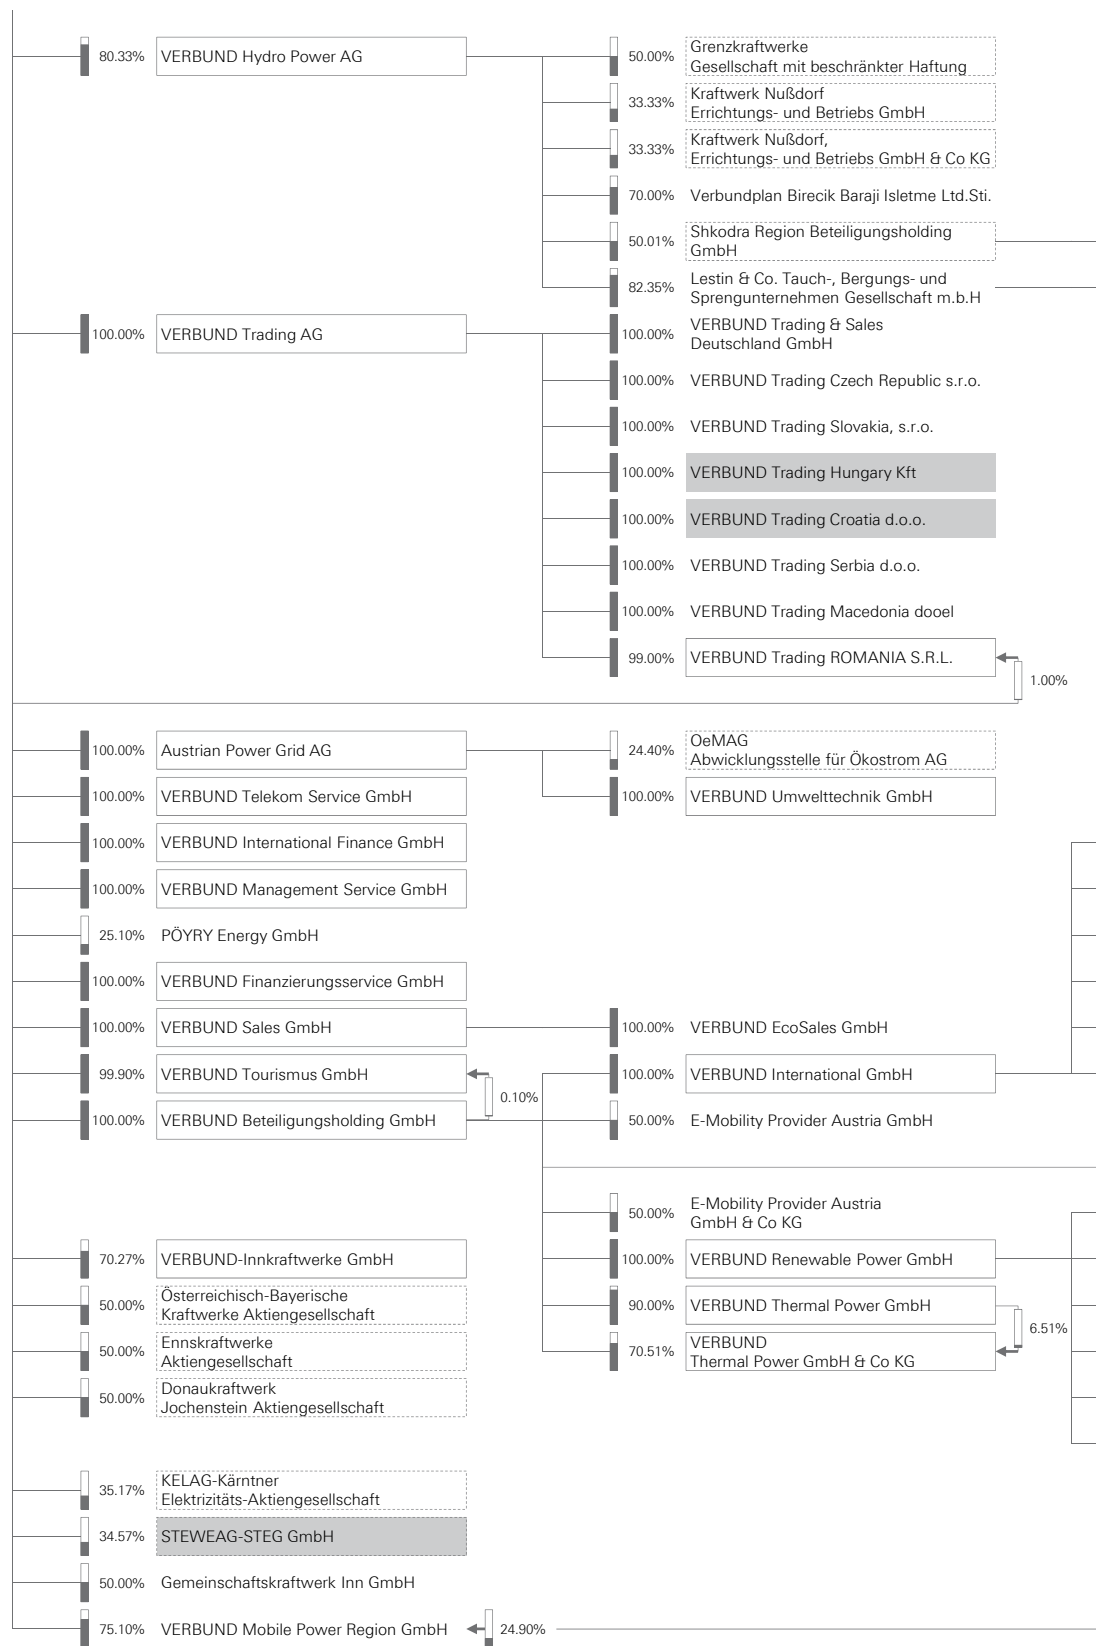 80.33% VERBUND Hydro Power AG
50.00% Grenzkraftwerke
Gesellschaft mit beschränkter Haftung
33.33% Kraftwerk Nußdorf
Errichtungs- und Betriebs GmbH
33.33% Kraftwerk Nußdorf,
Errichtungs- und Betriebs GmbH & Co KG
70.00% Verbundplan Birecik Baraji Isletme Ltd.Sti.
50.01% Shkodra Region Beteiligungsholding
GmbH
82.35% Lestin & Co. Tauch-, Bergungs- und
Sprengunternehmen Gesellschaft m.b.H
100.00% VERBUND Trading AG
100.00% VERBUND Trading & Sales
Deutschland GmbH
100.00% VERBUND Trading Czech Republic s.r.o.
100.00% VERBUND Trading Slovakia, s.r.o.
100.00% VERBUND Trading Hungary Kft
100.00% VERBUND Trading Croatia d.o.o.
100.00% VERBUND Trading Serbia d.o.o.
100.00% VERBUND Trading Macedonia dooel
99.00% VERBUND Trading ROMANIA S.R.L.
1.00%
100.00% Austrian Power Grid AG
24.40% OeMAG
Abwicklungsstelle für Ökostrom AG
100.00% VERBUND Telekom Service GmbH
100.00% VERBUND Umwelttechnik GmbH
100.00% VERBUND International Finance GmbH
100.00% VERBUND Management Service GmbH
25.10% PÖYRY Energy GmbH
100.00% VERBUND Finanzierungsservice GmbH
100.00% VERBUND Sales GmbH
100.00% VERBUND EcoSales GmbH
99.90% VERBUND Tourismus GmbH
0.10%
100.00% VERBUND International GmbH
100.00% VERBUND Beteiligungsholding GmbH
50.00% E-Mobility Provider Austria GmbH
50.00% E-Mobility Provider Austria
GmbH & Co KG
70.27% VERBUND-Innkraftwerke GmbH
100.00% VERBUND Renewable Power GmbH
50.00% Österreichisch-Bayerische
Kraftwerke Aktiengesellschaft
90.00% VERBUND Thermal Power GmbH
6.51%
50.00% Ennskraftwerke
Aktiengesellschaft
70.51% VERBUND
Thermal Power GmbH & Co KG
50.00% Donaukraftwerk
Jochenstein Aktiengesellschaft
35.17% KELAG-Kärntner
Elektrizitäts-Aktiengesellschaft
34.57% STEWEAG-STEG GmbH
50.00% Gemeinschaftskraftwerk Inn GmbH
75.10% VERBUND Mobile Power Region GmbH
24.90%